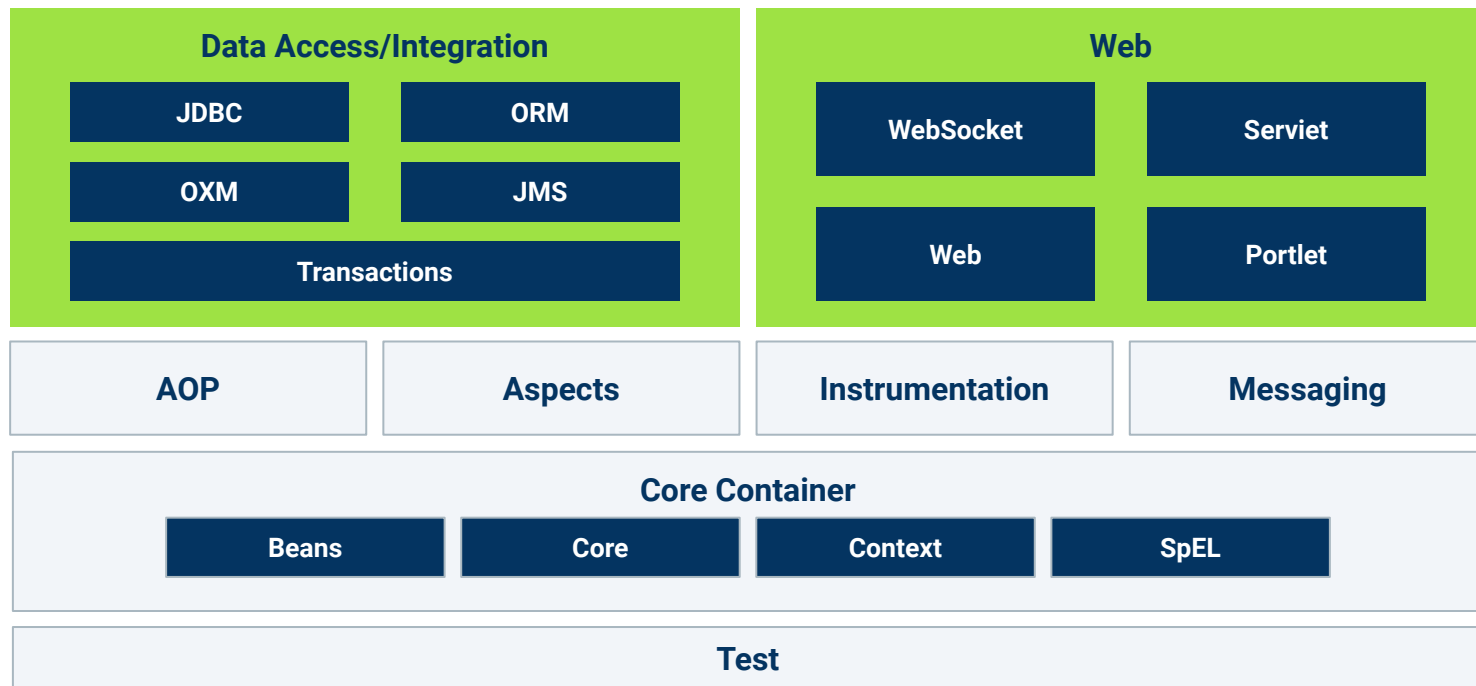 Data Access/Integration
JDBC
ORM
OXM
JMS
Transactions
Web
WebSocket
Serviet
Web
Portlet
AOP
Aspects
Instrumentation
Messaging
Core Container
Beans
Core
Context
SpEL
Test